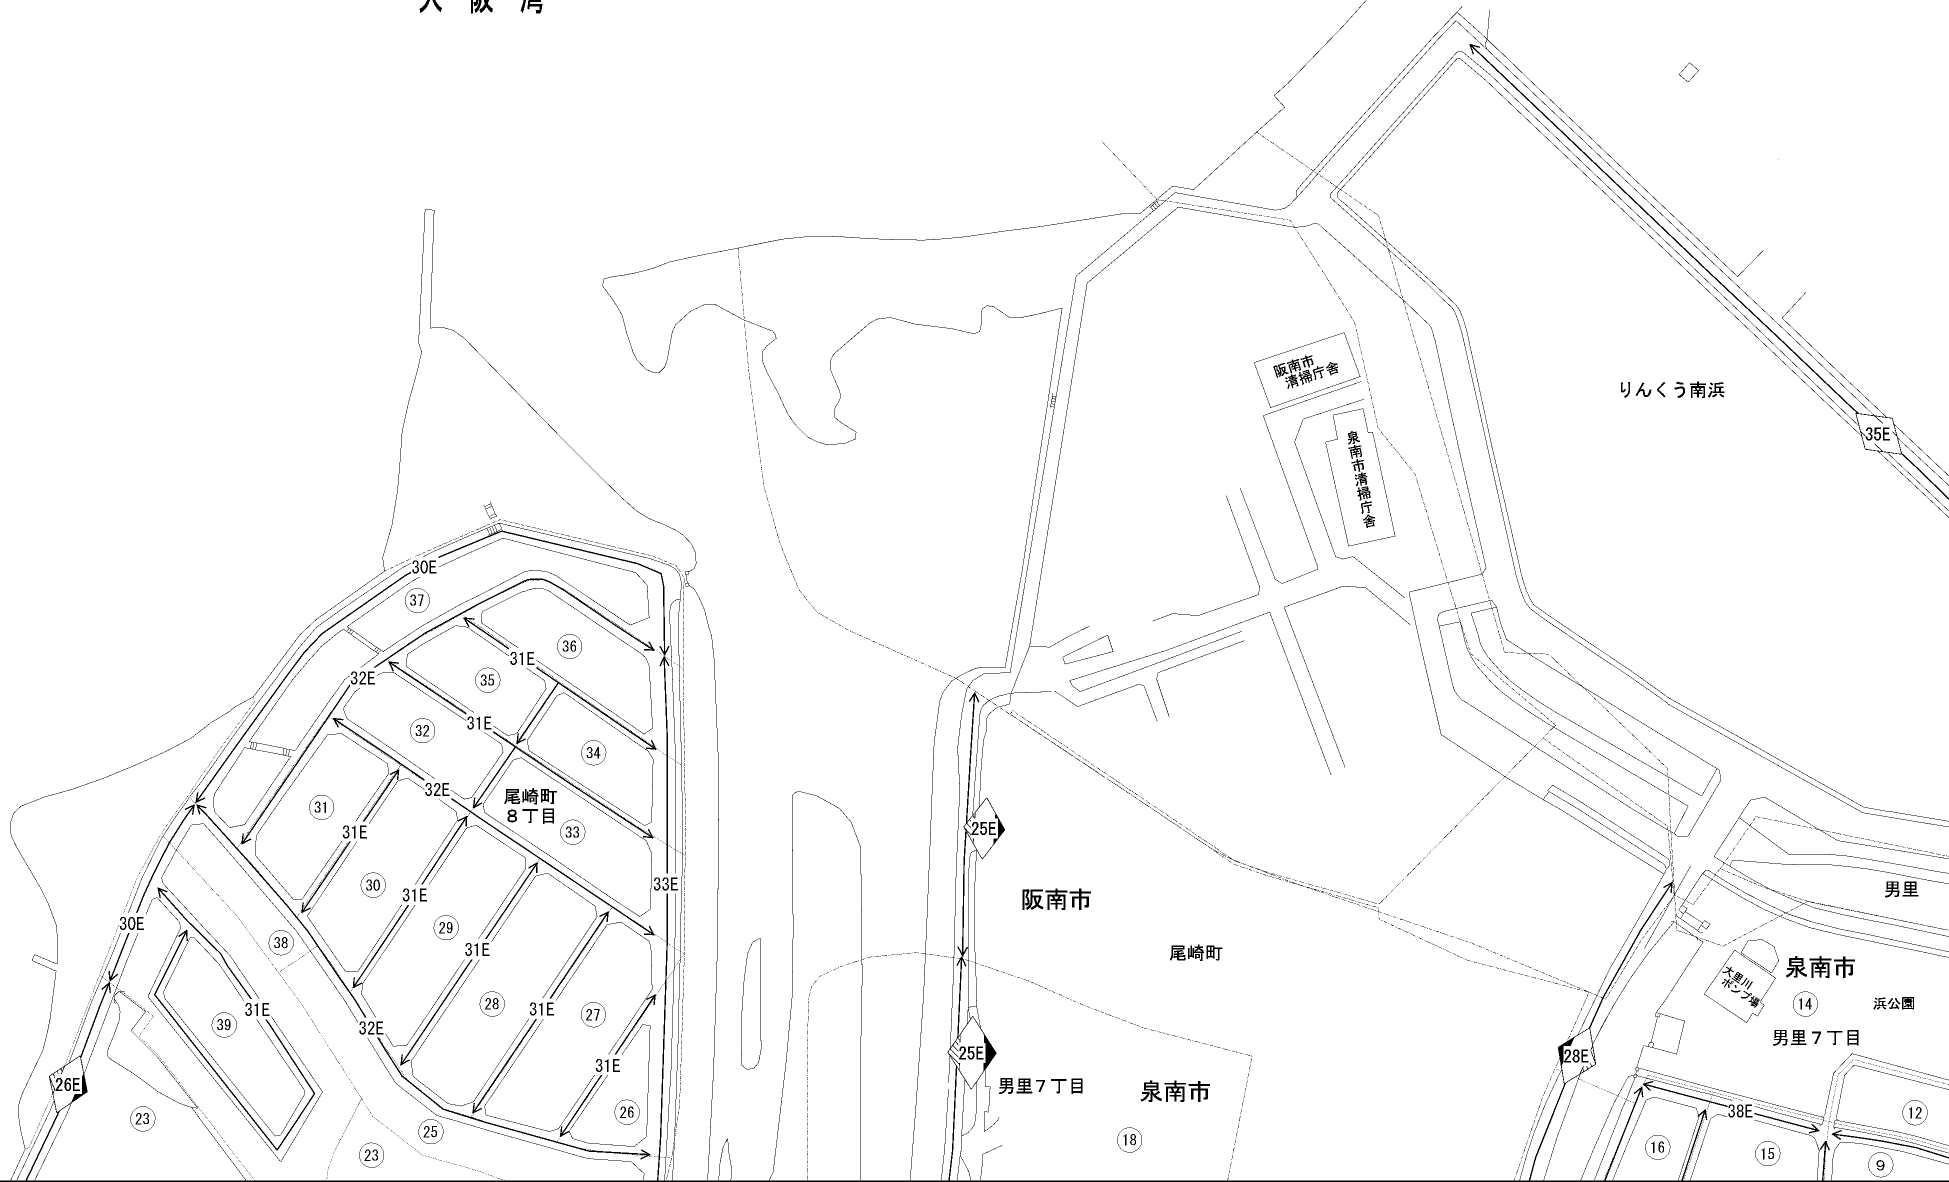 大阪湾
阪南市
清掃庁舎
りんくう南浜
35E
泉南市清掃庁舎
30E
37
36
31E
35
32E
31E
32
34
32E
尾崎町
8丁目
31
31E
33
25E
30
31E
33E
阪南市
男里
29
30E
38
31E
尾崎町
泉南市
大里川
ポンプ場
28
14
浜公園
31E
31E
27
39
32E
男里7丁目
25E
28E
31E
26E
男里7丁目
泉南市
26
38E
12
23
25
18
16
15
23
9